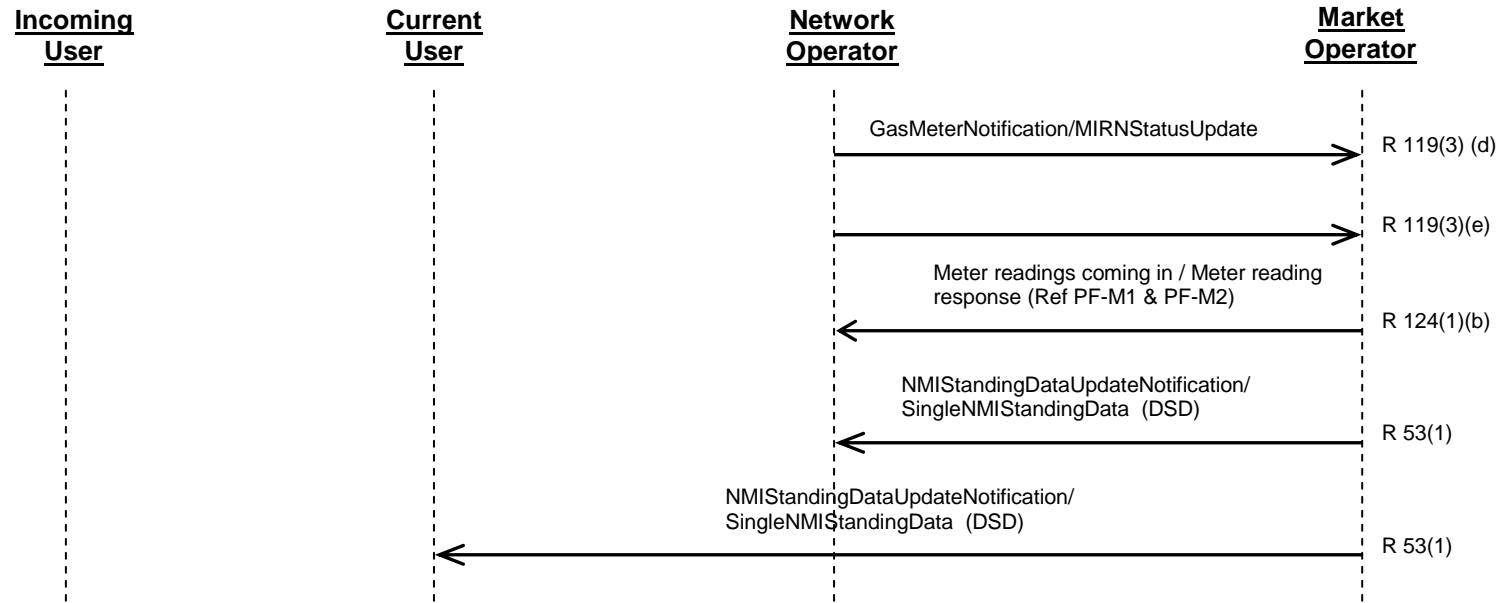 Incoming
User
Current
User
Network
Operator
Market
Operator
GasMeterNotification/MIRNStatusUpdate
R 119(3) (d)
R 119(3)(e)
Meter readings coming in / Meter reading
response (Ref PF-M1 & PF-M2)
R 124(1)(b)
NMIStandingDataUpdateNotification/
SingleNMIStandingData (DSD)
R 53(1)
NMIStandingDataUpdateNotification/
SingleNMIStandingData (DSD)
R 53(1)